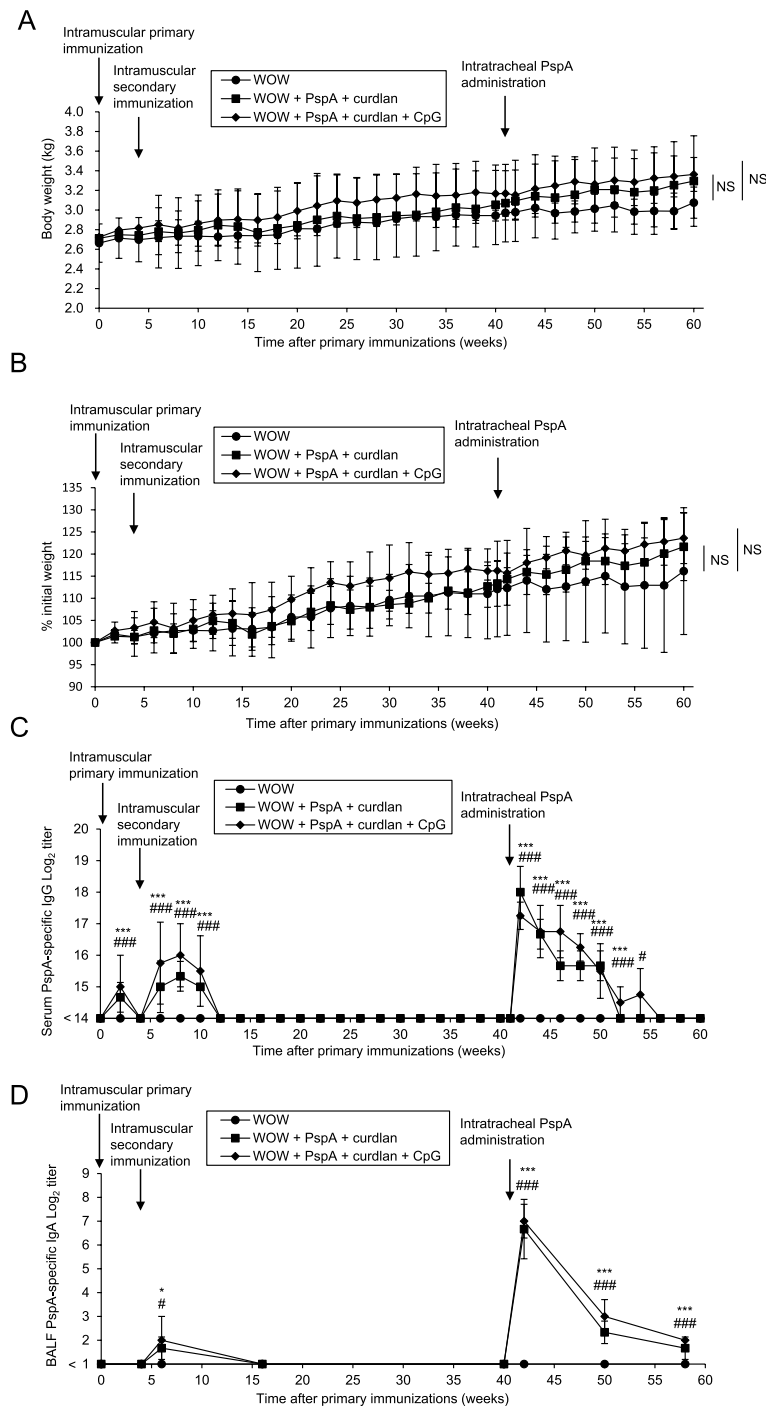 A
Intramuscular primary
immunization
Intramuscular
secondary
immunization
WOW
WOW + PspA + curdlan
WOW + PspA + curdlan + CpG
Intratracheal PspA
administration
Body weight (kg)
4.0
3.8
3.6
3.4
3.2
3.0
2.8
2.6
2.4
2.2
2.0
NS
NS
0 5 10 15 20 25 30 35 40 45 50 55 60
Time after primary immunizations (weeks)
B
Intramuscular primary
immunization
Intramuscular
secondary
immunization
WOW
WOW + PspA + curdlan
WOW + PspA + curdlan + CpG
Intratracheal PspA
administration
% initial weight
135
130
125
120
115
110
105
100
95
90
NS
NS
0 5 10 15 20 25 30 35 40 45 50 55 60
Time after primary immunizations (weeks)
C
Intramuscular
primary immunization
Intramuscular
secondary
immunization
WOW
WOW + PspA + curdlan
WOW + PspA + curdlan + CpG
Intratracheal PspA
administration
Serum PspA-specific IgG Log2 titer
20
19
18
17
16
15
< 14
***
###
***
###
***
###
***
###
***
###
***
###
***
###
***
###
***
###
***
###
#
0 5 10 15 20 25 30 35 40 45 50 55 60
Time after primary immunizations (weeks)
D
Intramuscular primary
immunization
Intramuscular
secondary
immunization
WOW
WOW + PspA + curdlan
WOW + PspA + curdlan + CpG
Intratracheal PspA
administration
BALF PspA-specific IgA Log2 titer
9
8
7
6
5
4
3
2
< 1
*
#
***
###
***
###
***
###
0 5 10 15 20 25 30 35 40 45 50 55 60
Time after primary immunizations (weeks)